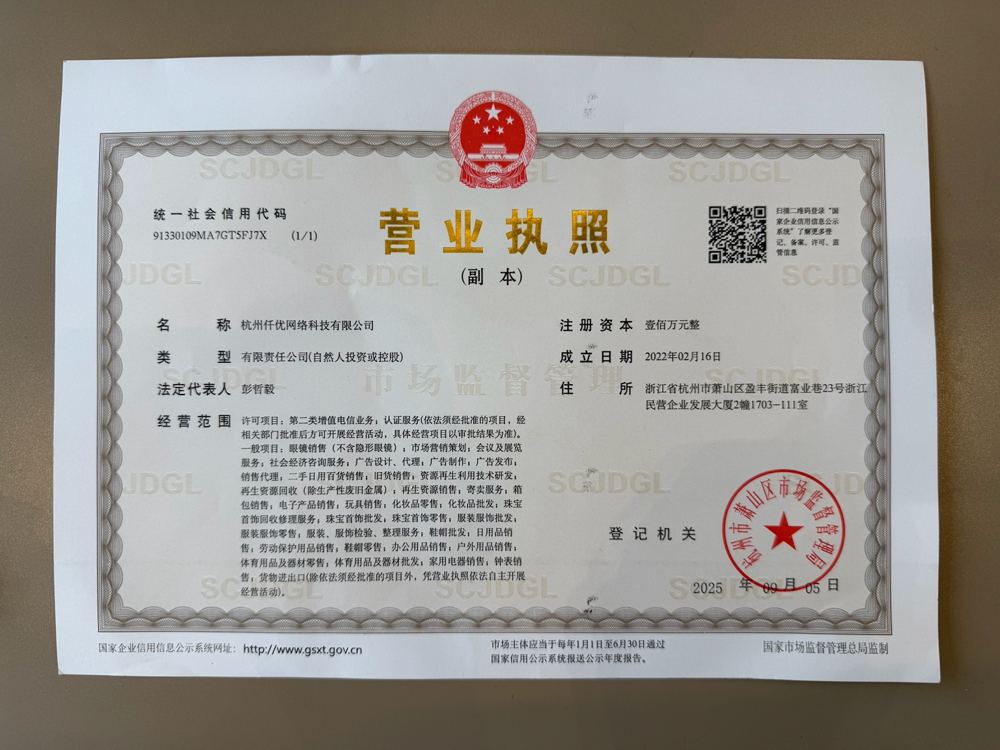 统一社会信用代码
91330109MA7GT5FJ7X (1/1)
营业执照
(副 本)
扫描二维码登录“国
家企业信用信息公示
系统”了解更多登
记、备案、许可、监
管信息
名 称 杭州仟优网络科技有限公司
类 型 有限责任公司(自然人投资或控股)
法定代表人 彭哲毅
经营范围 许可项目：第二类增值电信业务；认证服务(依法须经批准的项目，经
相关部门批准后方可开展经营活动，具体经营项目以审批结果为准)。
一般项目：眼镜销售（不含隐形眼镜）；市场营销策划；会议及展览
服务；社会经济咨询服务；广告设计、代理；广告制作；广告发布；
销售代理；二手日用百货销售；旧货销售；资源再生利用技术研发；
再生资源回收（除生产性废旧金属）；再生资源销售；寄卖服务；箱
包销售；电子产品销售；玩具销售；化妆品零售；化妆品批发；珠宝
首饰回收修理服务；珠宝首饰批发；珠宝首饰零售；服装服饰批发；
服装服饰零售；服装、服饰检验、整理服务；鞋帽批发；日用品销
售；劳动保护用品销售；鞋帽零售；办公用品销售；户外用品销售；
体育用品及器材零售；体育用品及器材批发；家用电器销售；钟表销
售；货物进出口(除依法须经批准的项目外，凭营业执照依法自主开展
经营活动)。
注册资本 壹佰万元整
成立日期 2022年02月16日
住 所 浙江省杭州市萧山区盈丰街道富业巷23号浙江
民营企业发展大厦2幢1703-111室
登记机关
杭州市萧山区市场监督管理局
2025 年 09 月 05 日
SCJDGL
市场监督管理
国家企业信用信息公示系统网址：http://www.gsxt.gov.cn
市场主体应当于每年1月1日至6月30日通过
国家信用公示系统报送公示年度报告。
国家市场监督管理总局监制